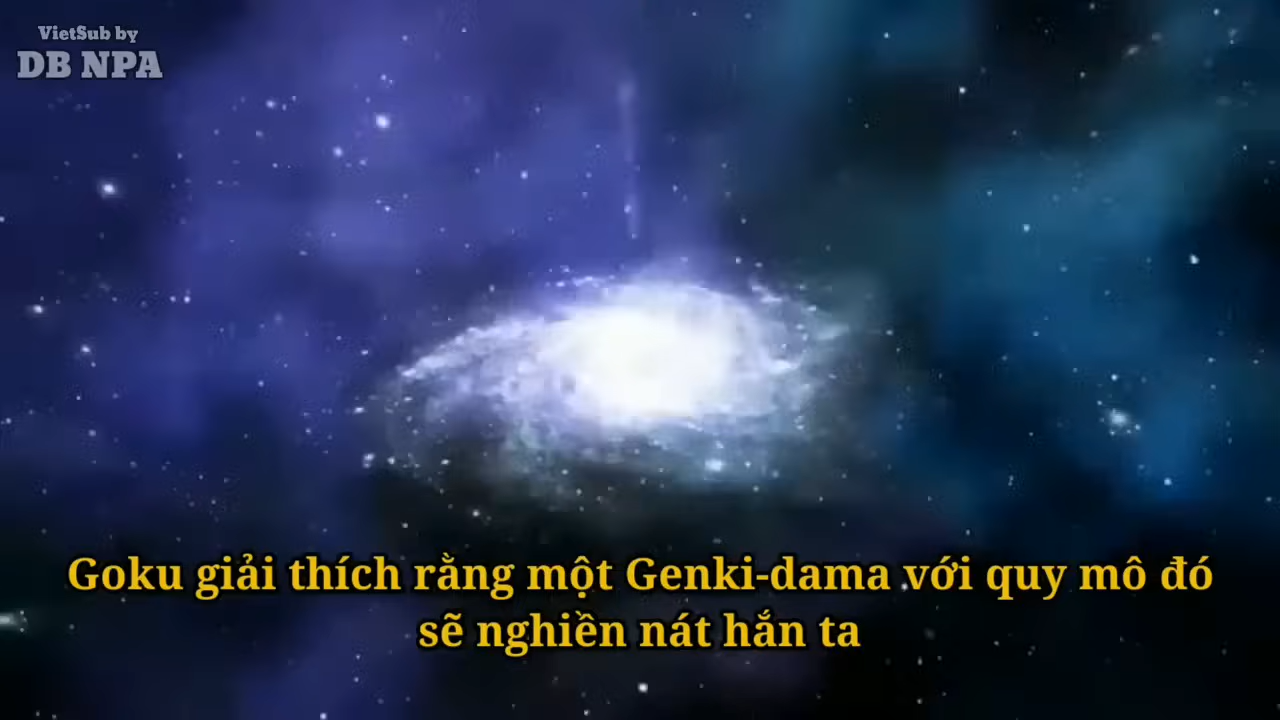 VietSub by
DB NPA
Goku giải thích rằng một Genki-dama với quy mô đó
sẽ nghiền nát hắn ta